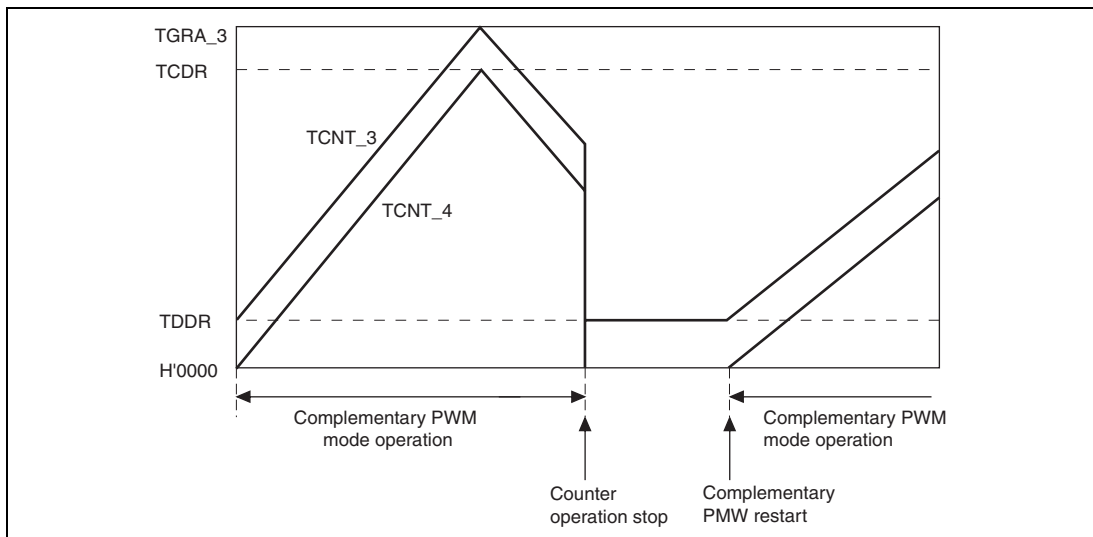 TGRA_3
TCDR
TCNT_3
TCNT_4
TDDR
H'0000
Complementary PWM
mode operation
Complementary PWM
mode operation
Counter
operation stop
Complementary
PMW restart